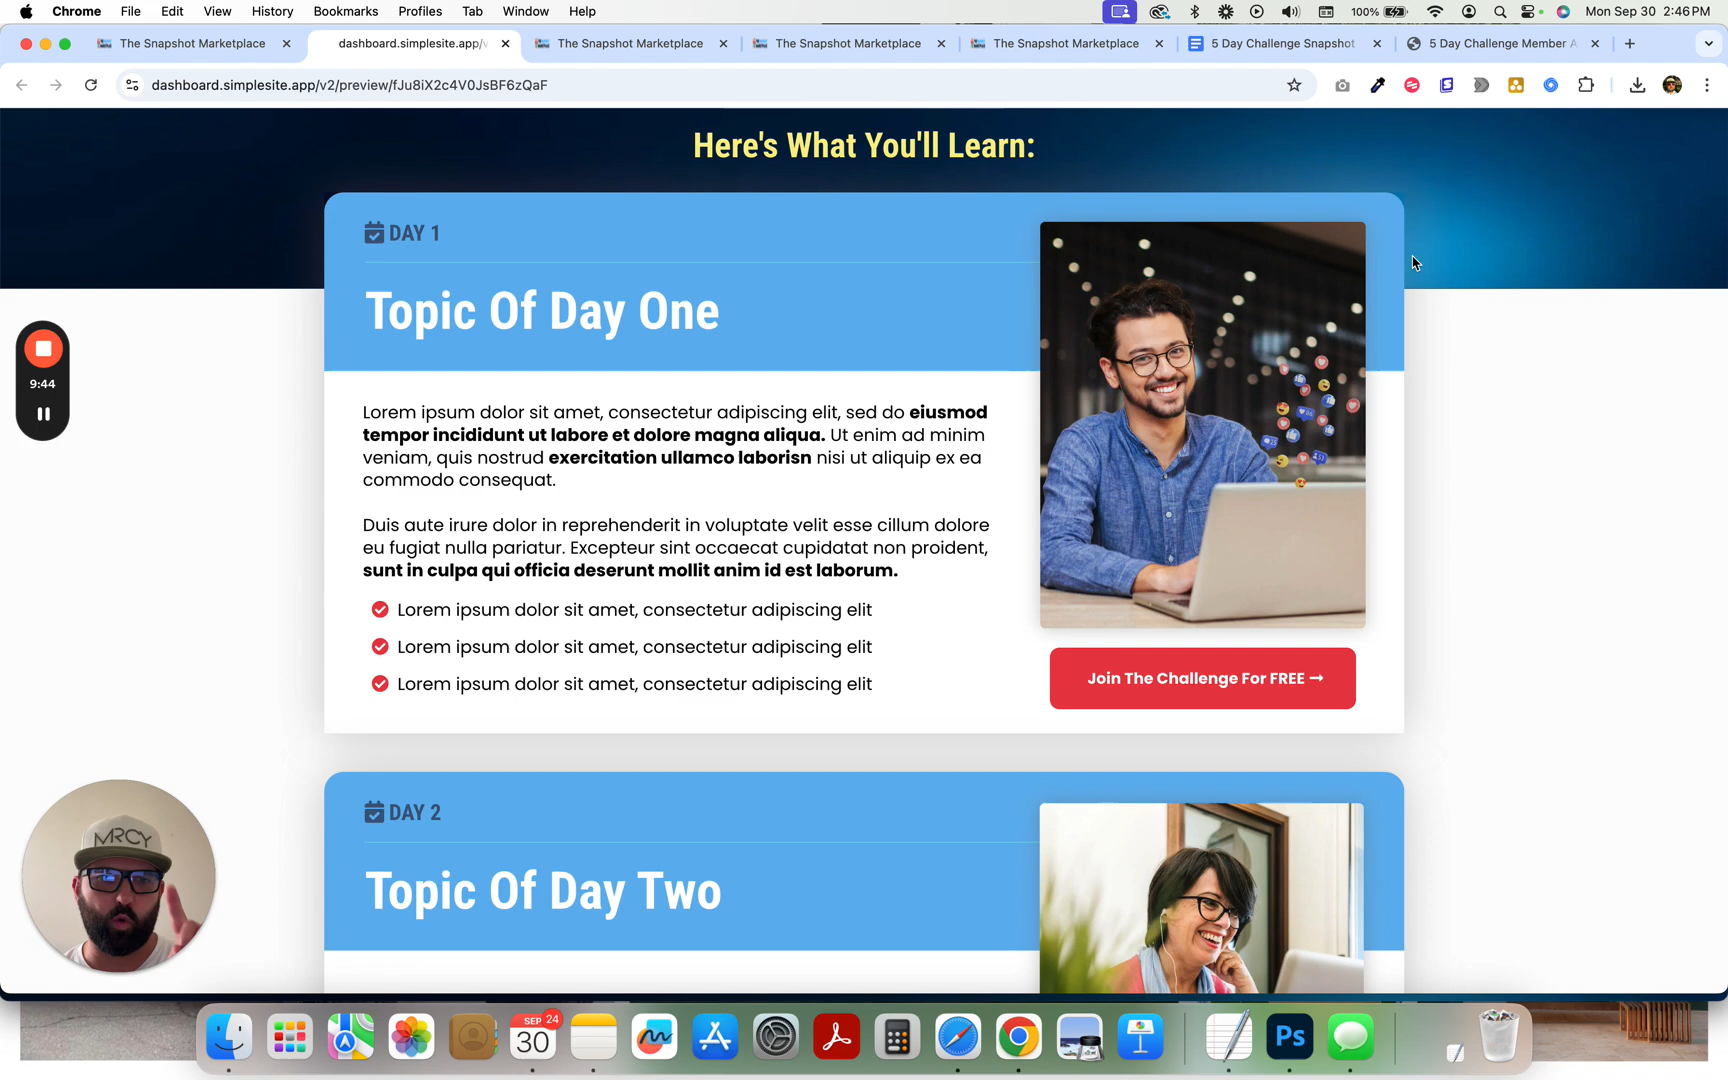 Chrome File Edit View History Bookmarks Profiles Tab Window Help 100% Mon Sep 30 2:46 PM
The Snapshot Marketplace dashboard.simplesite.app/v The Snapshot Marketplace The Snapshot Marketplace The Snapshot Marketplace 5 Day Challenge Snapshot 5 Day Challenge Member A
dashboard.simplesite.app/v2/preview/fJu8iX2c4V0JsBF6zQaF
Here's What You'll Learn:
DAY 1
Topic Of Day One
9:44
Lorem ipsum dolor sit amet, consectetur adipiscing elit, sed do eiusmod
tempor incididunt ut labore et dolore magna aliqua. Ut enim ad minim
veniam, quis nostrud exercitation ullamco laborisn nisi ut aliquip ex ea
commodo consequat.
Duis aute irure dolor in reprehenderit in voluptate velit esse cillum dolore
eu fugiat nulla pariatur. Excepteur sint occaecat cupidatat non proident,
sunt in culpa qui officia deserunt mollit anim id est laborum.
Lorem ipsum dolor sit amet, consectetur adipiscing elit
Lorem ipsum dolor sit amet, consectetur adipiscing elit
Lorem ipsum dolor sit amet, consectetur adipiscing elit
Join The Challenge For FREE →
DAY 2
Topic Of Day Two
MRCY
SEP 24
30
Ps